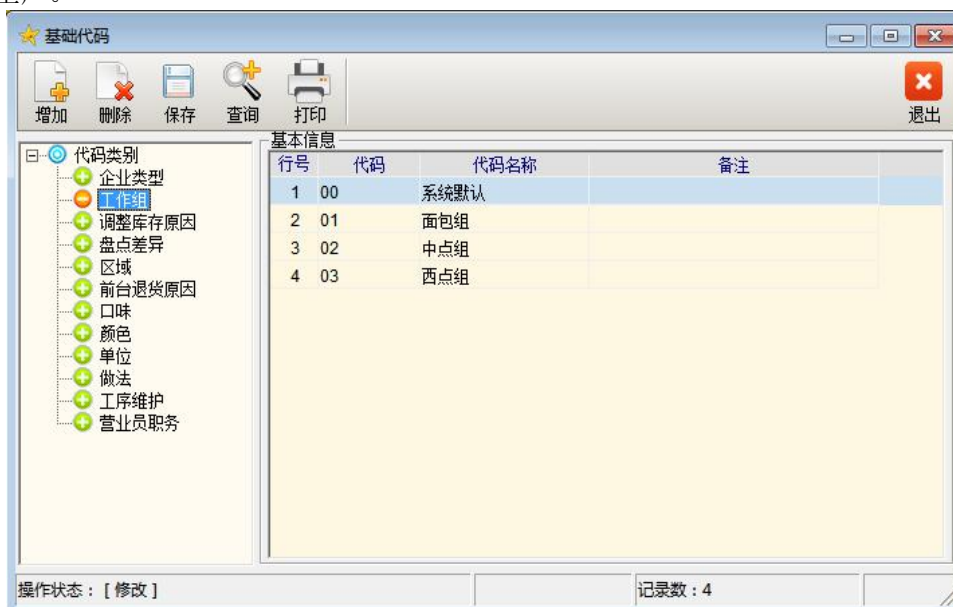 基础代码
增加 删除 保存 查询 打印 退出
代码类别
企业类型
工作组
调整库存原因
盘点差异
区域
前台退货原因
口味
颜色
单位
做法
工序维护
营业员职务
基本信息
行号 代码 代码名称 备注
1 00 系统默认
2 01 面包组
3 02 中点组
4 03 西点组
操作状态：[ 修改 ] 记录数：4